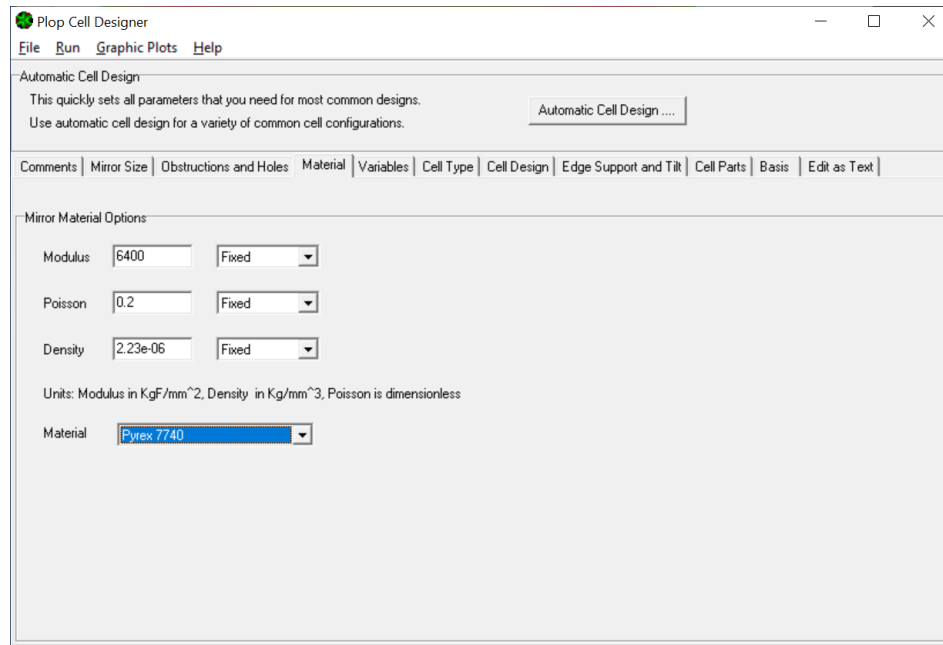 Plop Cell Designer
File Run Graphic Plots Help
Automatic Cell Design
This quickly sets all parameters that you need for most common designs.
Use automatic cell design for a variety of common cell configurations.
Automatic Cell Design ....
Comments Mirror Size Obstructions and Holes Material Variables Cell Type Cell Design Edge Support and Tilt Cell Parts Basis Edit as Text
Mirror Material Options
Modulus 6400 Fixed
Poisson 0.2 Fixed
Density 2.23e-06 Fixed
Units: Modulus in KgF/mm^2, Density in Kg/mm^3, Poisson is dimensionless
Material Pyrex 7740